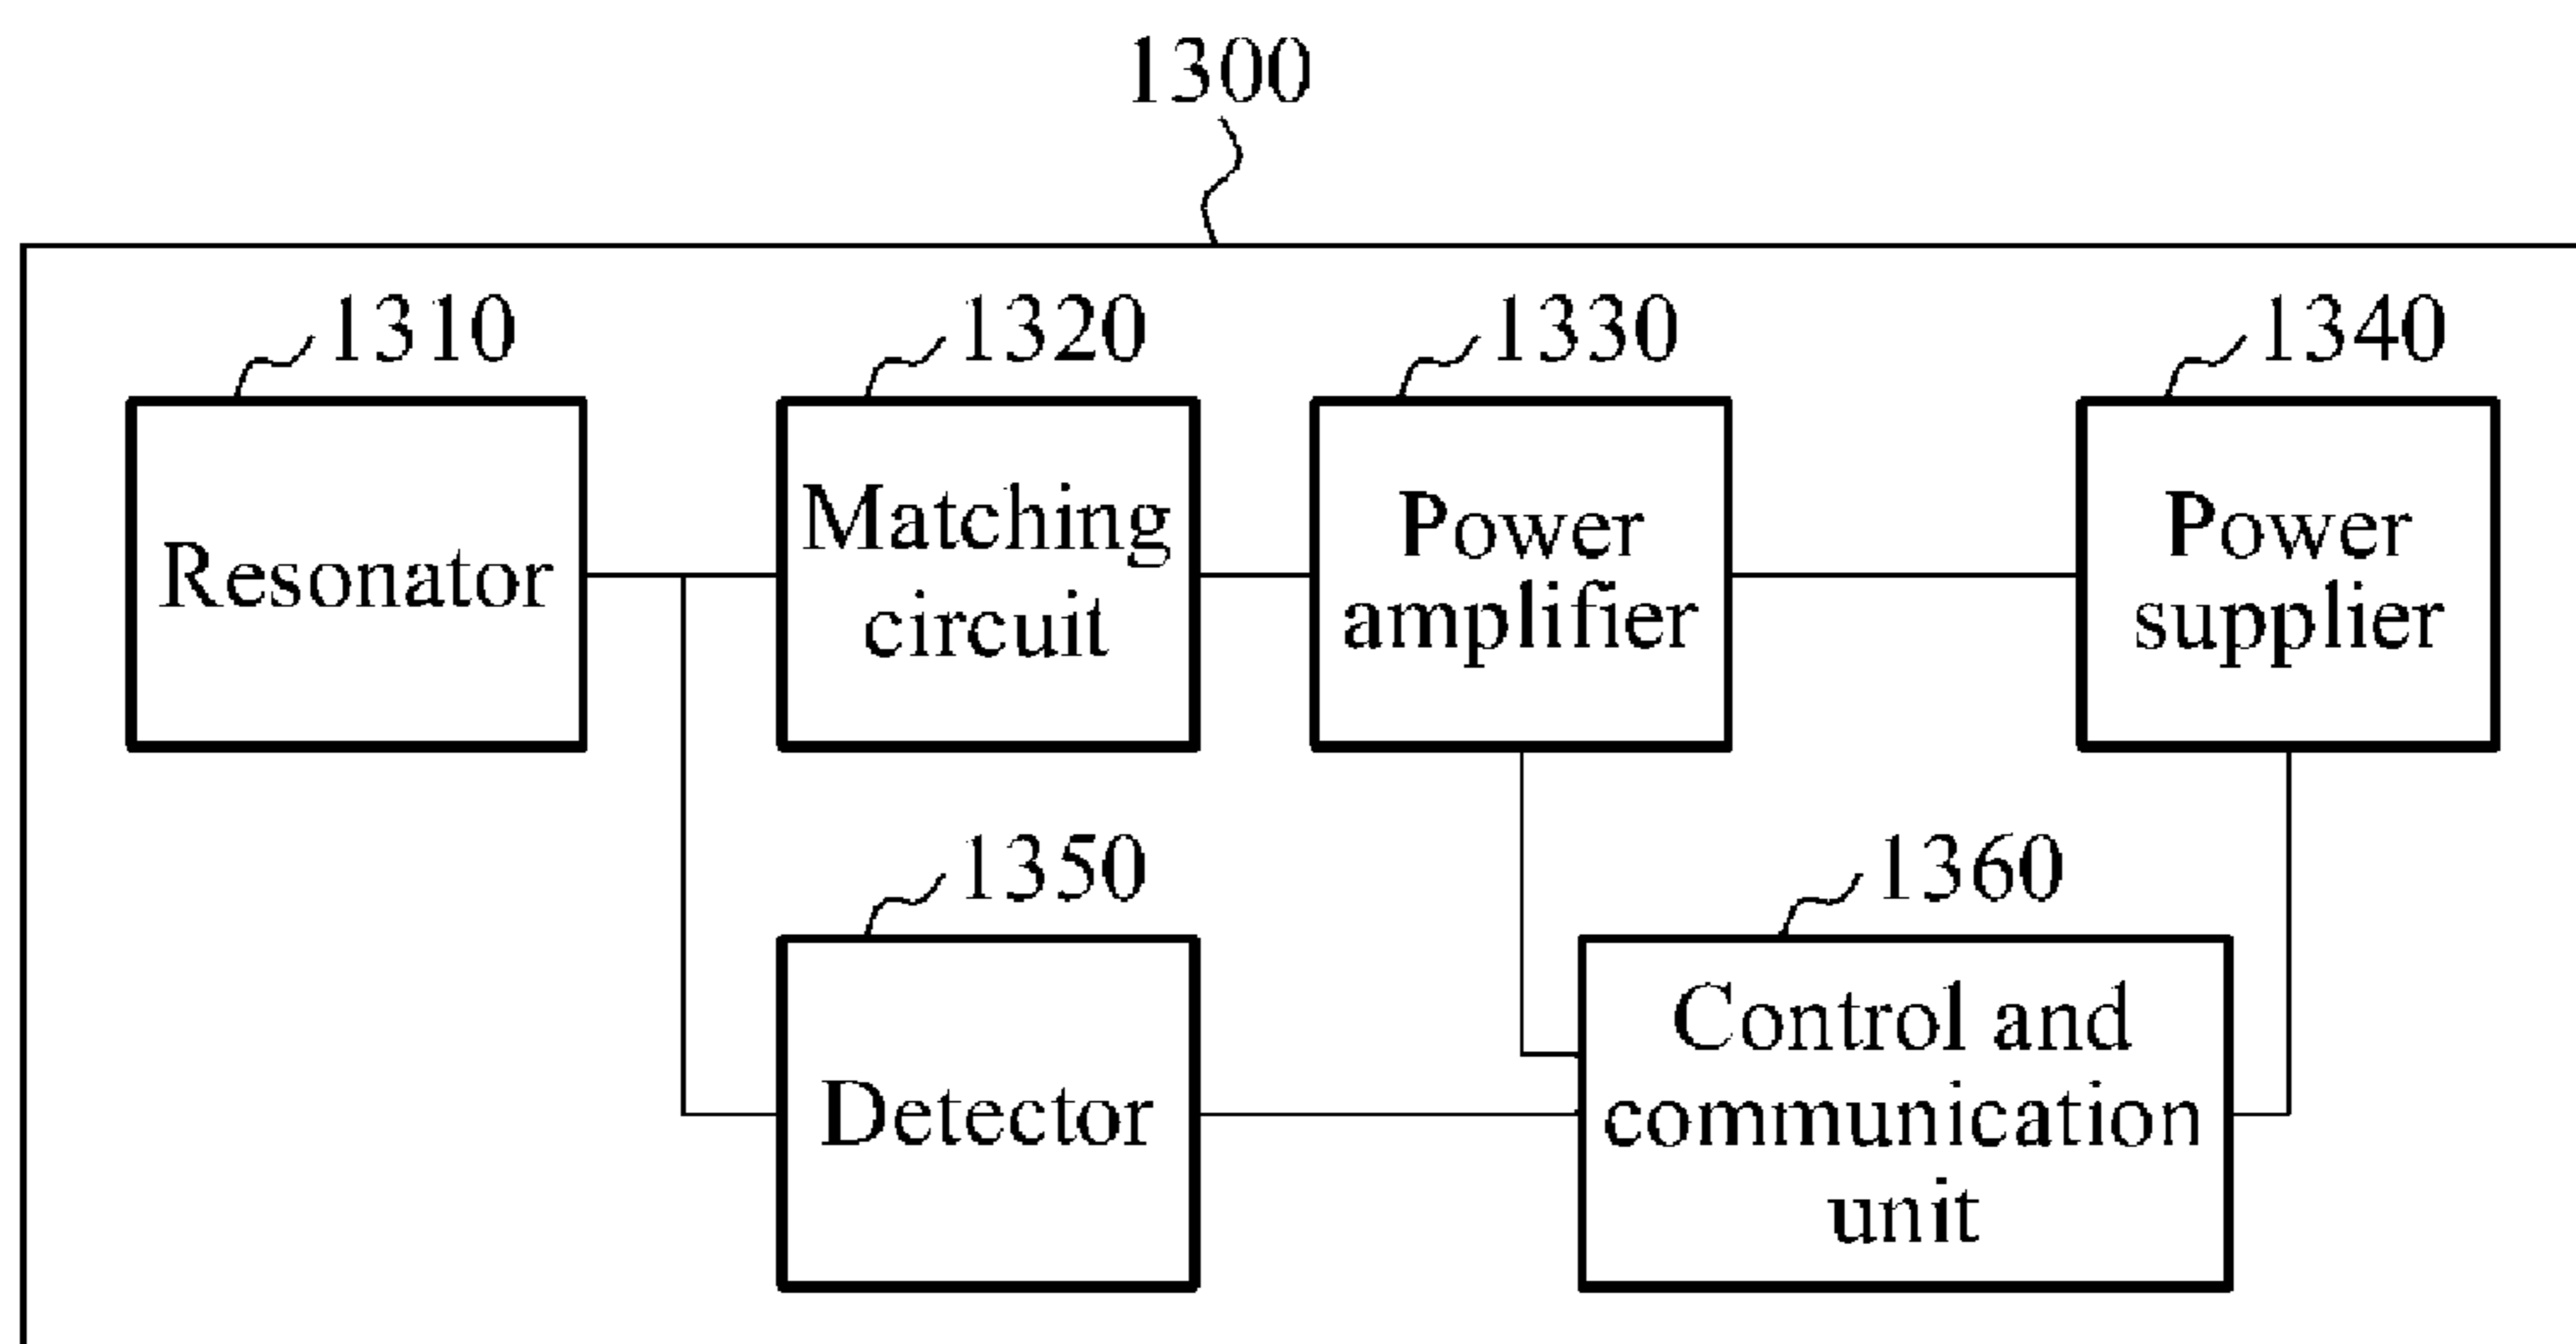 1300
1310
1320
1330
1340
Resonator
Matching
circuit
Power
amplifier
Power
supplier
1350
1360
Detector
Control and
communication
unit